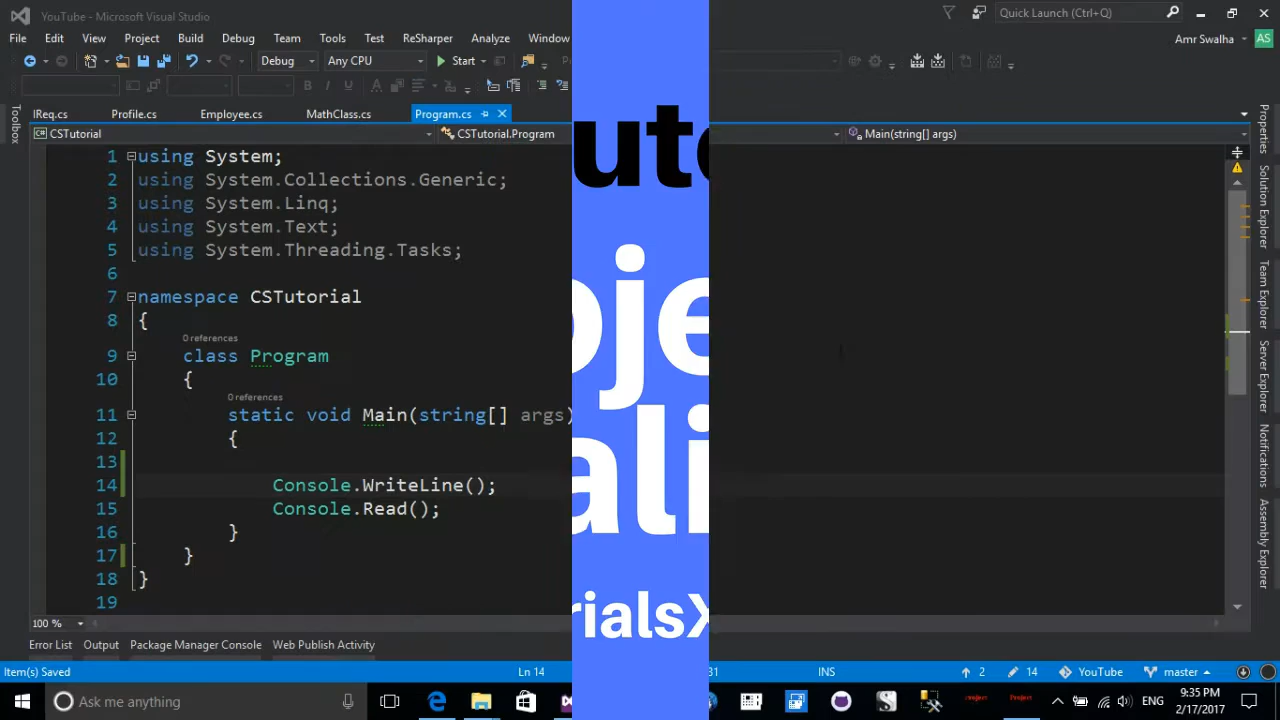 YouTube - Microsoft Visual Studio
Quick Launch (Ctrl+Q)
File Edit View Project Build Debug Team Tools Test ReSharper Analyze Window
Amr Swalha AS
Debug Any CPU Start
IReq.cs Profile.cs Employee.cs MathClass.cs Program.cs
CSTutorial CSTutorial.Program Main(string[] args)
Toolbox
1 using System;
2 using System.Collections.Generic;
3 using System.Linq;
4 using System.Text;
5 using System.Threading.Tasks;
6
7 namespace CSTutorial
8 {
0 references
9 class Program
10 {
0 references
11 static void Main(string[] args)
12 {
13
14 Console.WriteLine();
15 Console.Read();
16 }
17 }
18 }
19
ute
oje
ali
rialsX
Properties
Solution Explorer
Team Explorer
Server Explorer
Notifications
Assembly Explorer
100 %
Error List Output Package Manager Console Web Publish Activity
Item(s) Saved Ln 14 31 INS 2 14 YouTube master
Ask me anything
ENG
9:35 PM
2/17/2017